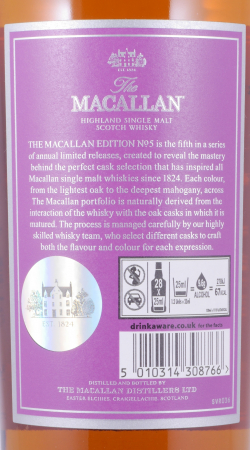 The
MACALLAN
HIGHLAND SINGLE MALT
SCOTCH WHISKY
THE MACALLAN EDITION Nº5 is the fifth in a series
of annual limited releases, created to reveal the mastery
behind the perfect cask selection that has inspired all
Macallan single malt whiskies since 1824. Each colour,
from the lightest oak to the deepest mahogany, across
The Macallan portfolio is naturally derived from the
interaction of the whisky with the oak casks in which it is
matured. The process is managed carefully by our highly
skilled whisky team, who select different casks to craft
both the flavour and colour for each expression.
EST. 1824
28
X
25ml
25ml
ALCOHOL
drinkaware.co.uk for the facts
5 010314 308766
DISTILLED AND BOTTLED BY
THE MACALLAN DISTILLERS LTD
EASTER ELCHIES, CRAIGELLACHIE, SCOTLAND